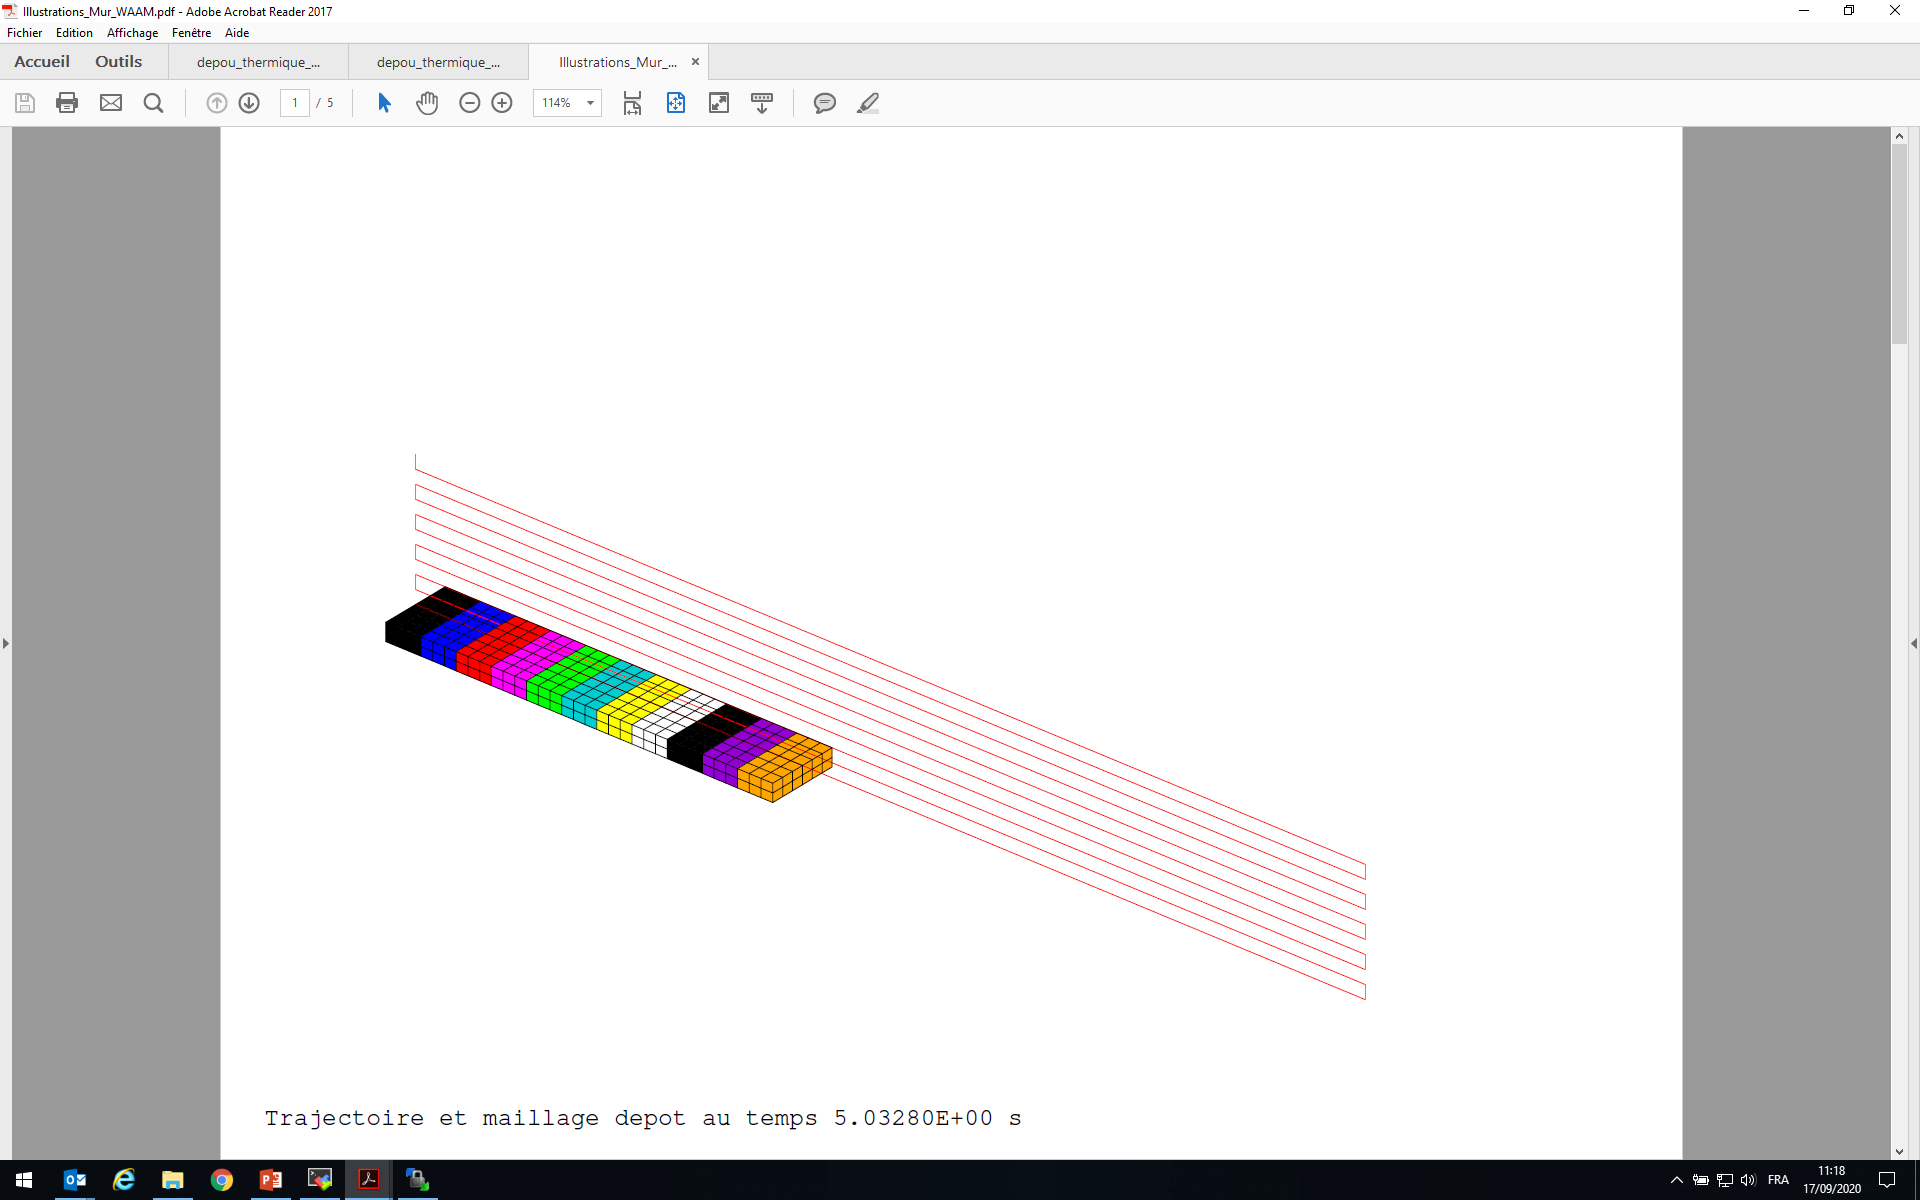 Illustrations_Mur_WAAM.pdf - Adobe Acrobat Reader 2017
Fichier Edition Affichage Fenêtre Aide
Accueil Outils depou_thermique_... depou_thermique_... Illustrations_Mur_... ×
1 / 5 114%
Trajectoire et maillage depot au temps 5.03280E+00 s
FRA
11:18
17/09/2020